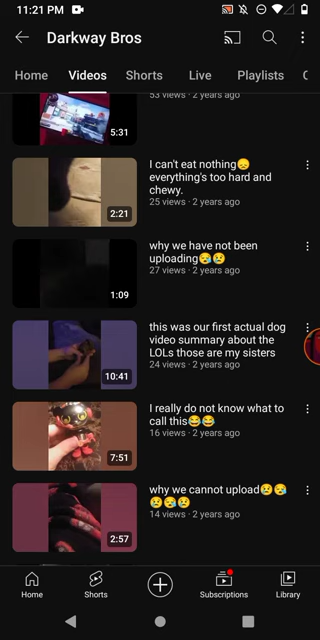 11:21 PM
Darkway Bros
Home Videos Shorts Live Playlists C
53 views · 2 years ago
5:31
I can't eat nothing😞
everything's too hard and
chewy.
25 views · 2 years ago
2:21
why we have not been
uploading😪😢
27 views · 2 years ago
1:09
this was our first actual dog
video summary about the
LOLs those are my sisters
24 views · 2 years ago
10:41
I really do not know what to
call this😂😂
16 views · 2 years ago
7:51
why we cannot upload😢😪
😢😪😢
14 views · 2 years ago
2:57
Home Shorts Subscriptions Library